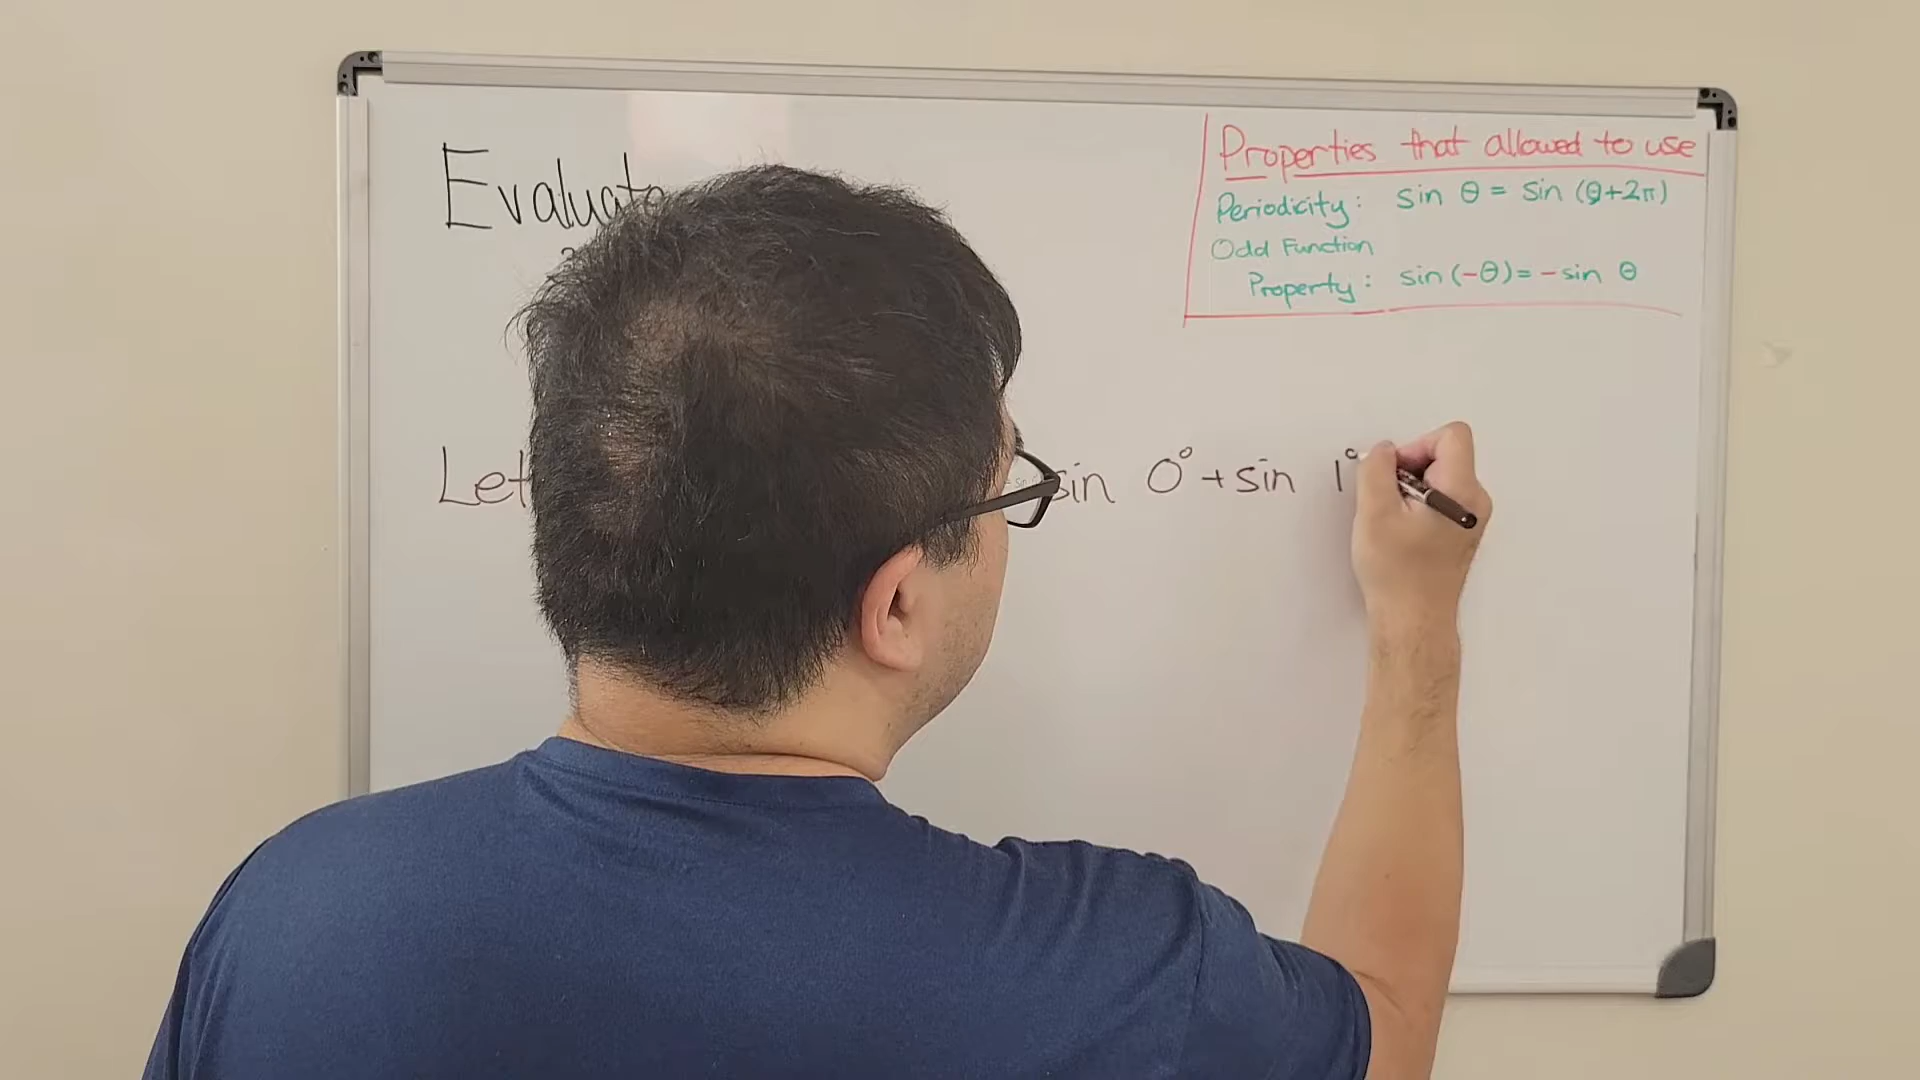 Evaluate
Properties that allowed to use
Periodicity: sin θ = sin (θ+2π)
Odd Function
Property: sin (-θ) = -sin θ
Let sin 0° + sin 1°